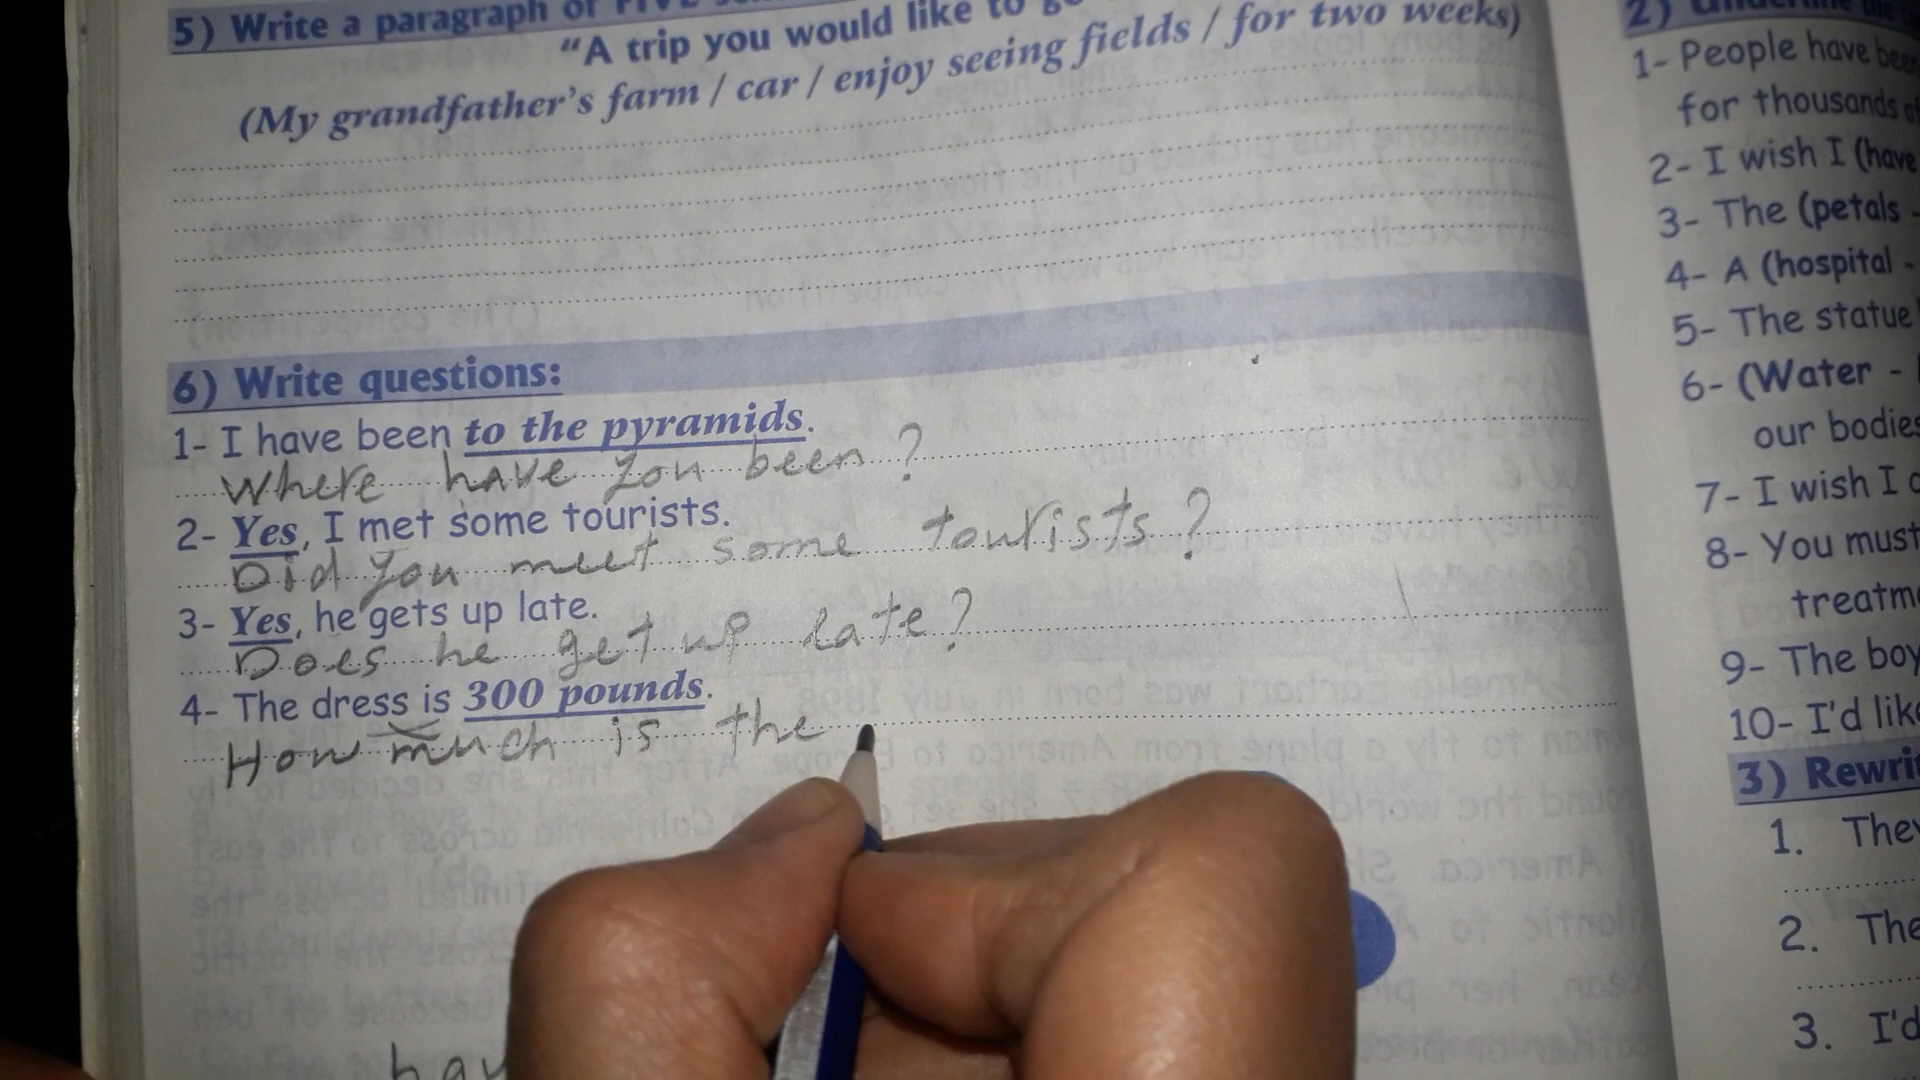 5) Write a paragraph of FIVE
"A trip you would like to
(My grandfather's farm / car / enjoy seeing fields / for two weeks)
6) Write questions:
1- I have been to the pyramids.
Where have you been?
2- Yes, I met some tourists.
Did you meet some tourists?
3- Yes, he gets up late.
Does he get up late?
4- The dress is 300 pounds.
How much is the
2)
1- People have been
for thousands of
2- I wish I (have
3- The (petals -
4- A (hospital -
5- The statue
6- (Water -
our bodies
7- I wish I
8- You must
treatm
9- The boy
10- I'd like
3) Rewri
1. They
2. The
3. I'd